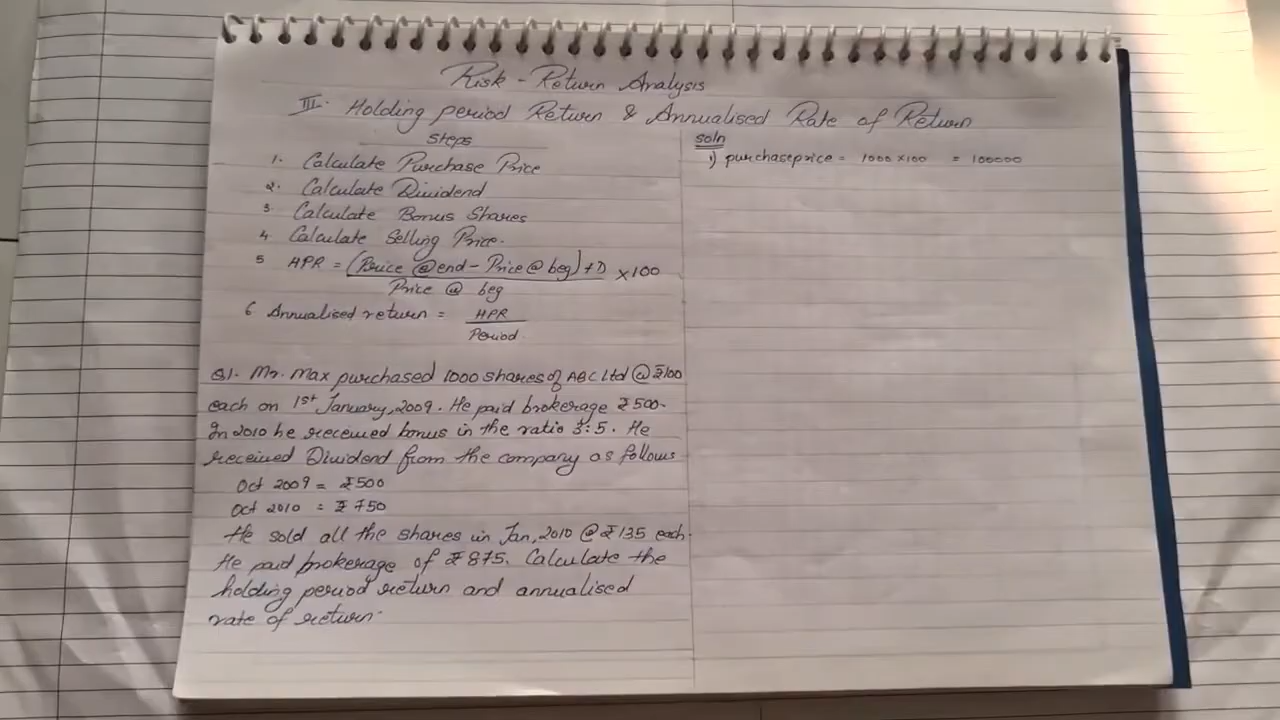 Risk - Return Analysis
III. Holding period Return & Annualised Rate of Return
Steps
1. Calculate Purchase Price
2. Calculate Dividend
3. Calculate Bonus Shares
4. Calculate Selling Price.
5 HPR = (Price @ end - Price @ beg) + D × 100
Price @ beg
6 Annualised return = HPR
Period.
Q1. Mr. Max purchased 1000 shares of ABC Ltd @ ₹100
each on 1st January, 2009. He paid brokerage ₹500.
In 2010 he received bonus in the ratio 3:5. He
received Dividend from the company as follows
Oct 2009 = ₹500
Oct 2010 = ₹750
He sold all the shares in Jan, 2010 @ ₹135 each.
He paid brokerage of ₹875. Calculate the
holding period return and annualised
rate of return.
soln
1) purchase price = 1000 × 100 = 100000